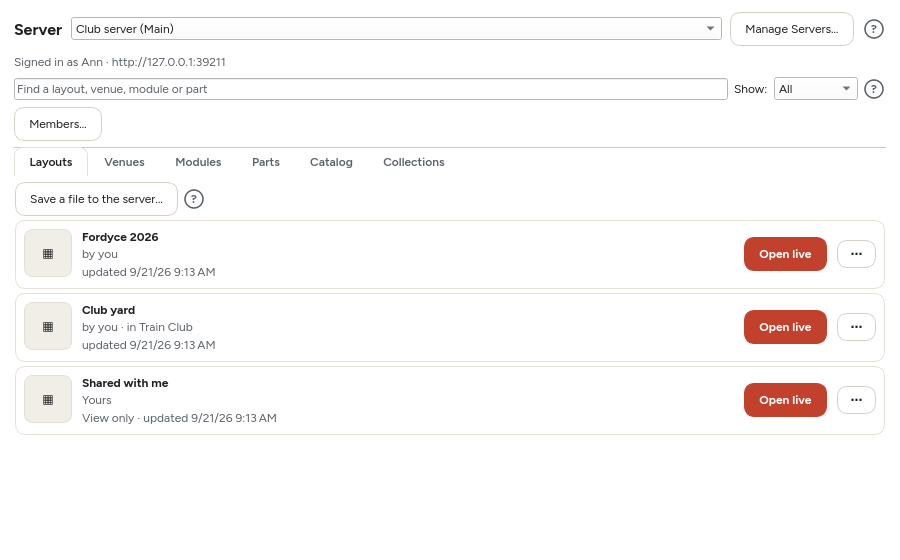 Server Club server (Main) Manage Servers... ?
Signed in as Ann · http://127.0.0.1:39211
Find a layout, venue, module or part Show: All ?
Members...
Layouts Venues Modules Parts Catalog Collections
Save a file to the server... ?
Fordyce 2026
by you
updated 9/21/26 9:13 AM
Open live ...
Club yard
by you · in Train Club
updated 9/21/26 9:13 AM
Open live ...
Shared with me
Yours
View only · updated 9/21/26 9:13 AM
Open live ...